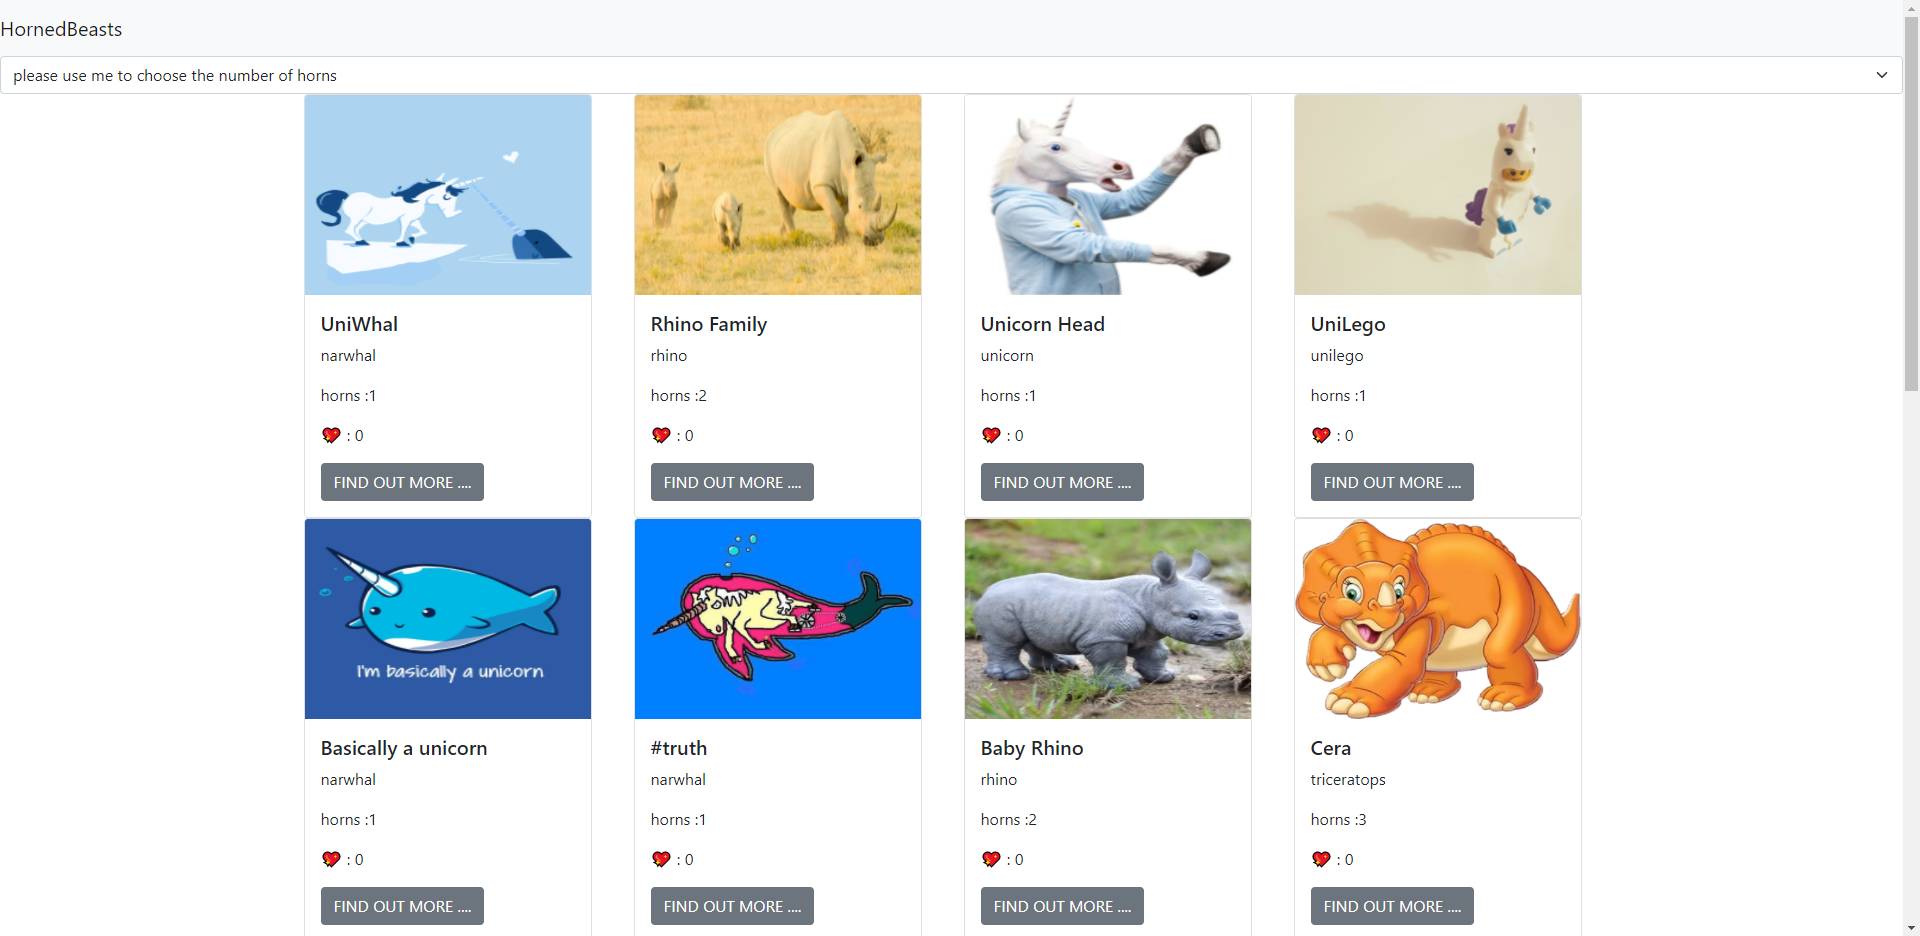 HornedBeasts
please use me to choose the number of horns
UniWhal
narwhal
horns :1
💖 : 0
FIND OUT MORE ....
Rhino Family
rhino
horns :2
💖 : 0
FIND OUT MORE ....
Unicorn Head
unicorn
horns :1
💖 : 0
FIND OUT MORE ....
UniLego
unilego
horns :1
💖 : 0
FIND OUT MORE ....
I'm basically a unicorn
Basically a unicorn
narwhal
horns :1
💖 : 0
FIND OUT MORE ....
#truth
narwhal
horns :1
💖 : 0
FIND OUT MORE ....
Baby Rhino
rhino
horns :2
💖 : 0
FIND OUT MORE ....
Cera
triceratops
horns :3
💖 : 0
FIND OUT MORE ....